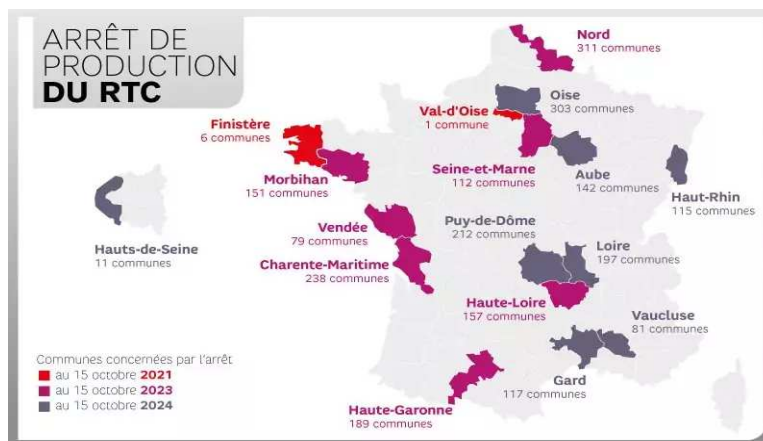 ARRÊT DE
PRODUCTION
DU RTC
Nord
311 communes
Oise
303 communes
Val-d'Oise
1 commune
Finistère
6 communes
Seine-et-Marne
112 communes
Aube
142 communes
Haut-Rhin
115 communes
Morbihan
151 communes
Hauts-de-Seine
11 communes
Vendée
79 communes
Puy-de-Dôme
212 communes
Loire
197 communes
Charente-Maritime
238 communes
Haute-Loire
157 communes
Vaucluse
81 communes
Gard
117 communes
Haute-Garonne
189 communes
Communes concernées par l'arrêt
au 15 octobre 2021
au 15 octobre 2023
au 15 octobre 2024